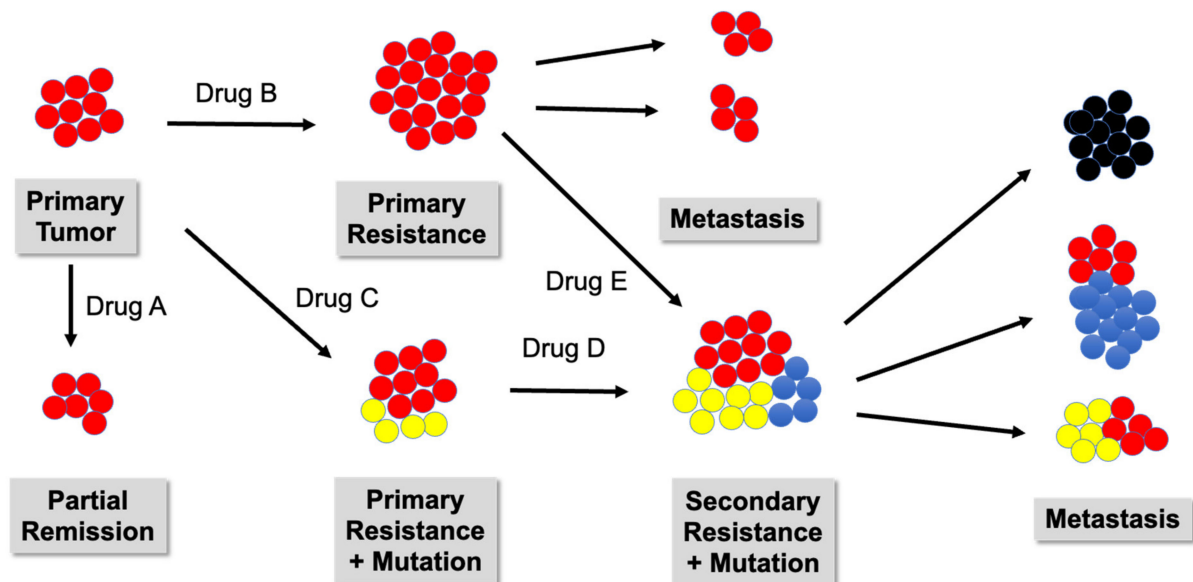 Drug B
Primary
Tumor
Primary
Resistance
Metastasis
Drug A
Drug C
Drug E
Drug D
Partial
Remission
Primary
Resistance
+ Mutation
Secondary
Resistance
+ Mutation
Metastasis